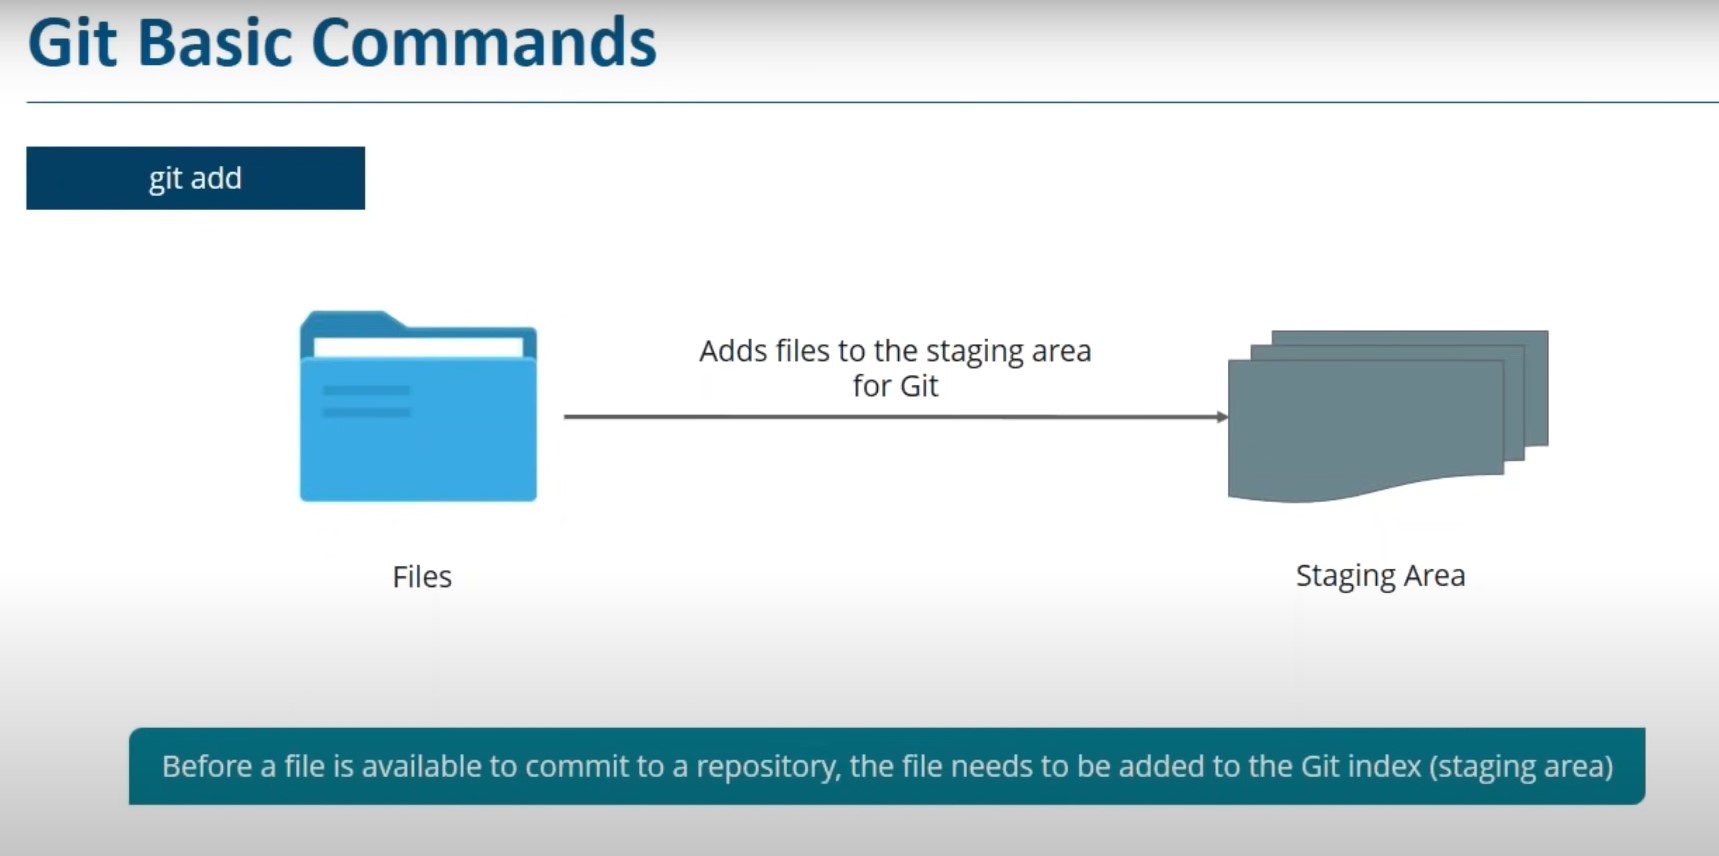 Git Basic Commands
git add
Adds files to the staging area
for Git
Files
Staging Area
Before a file is available to commit to a repository, the file needs to be added to the Git index (staging area)